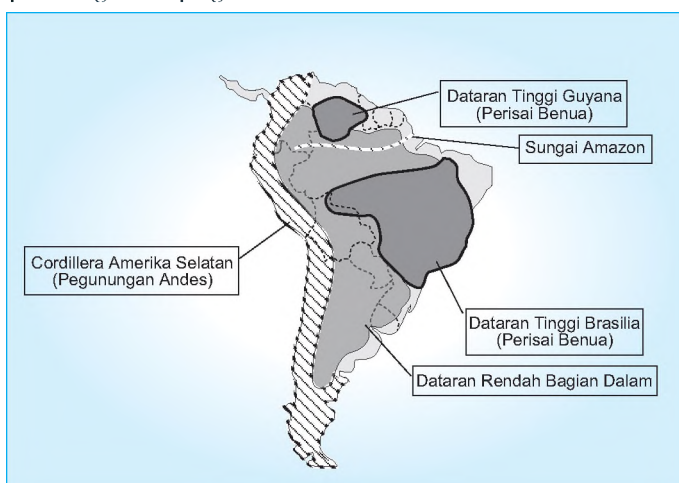 Dataran Tinggi Guyana
(Perisai Benua)
Sungai Amazon
Cordillera Amerika Selatan
(Pegunungan Andes)
Dataran Tinggi Brasilia
(Perisai Benua)
Dataran Rendah Bagian Dalam